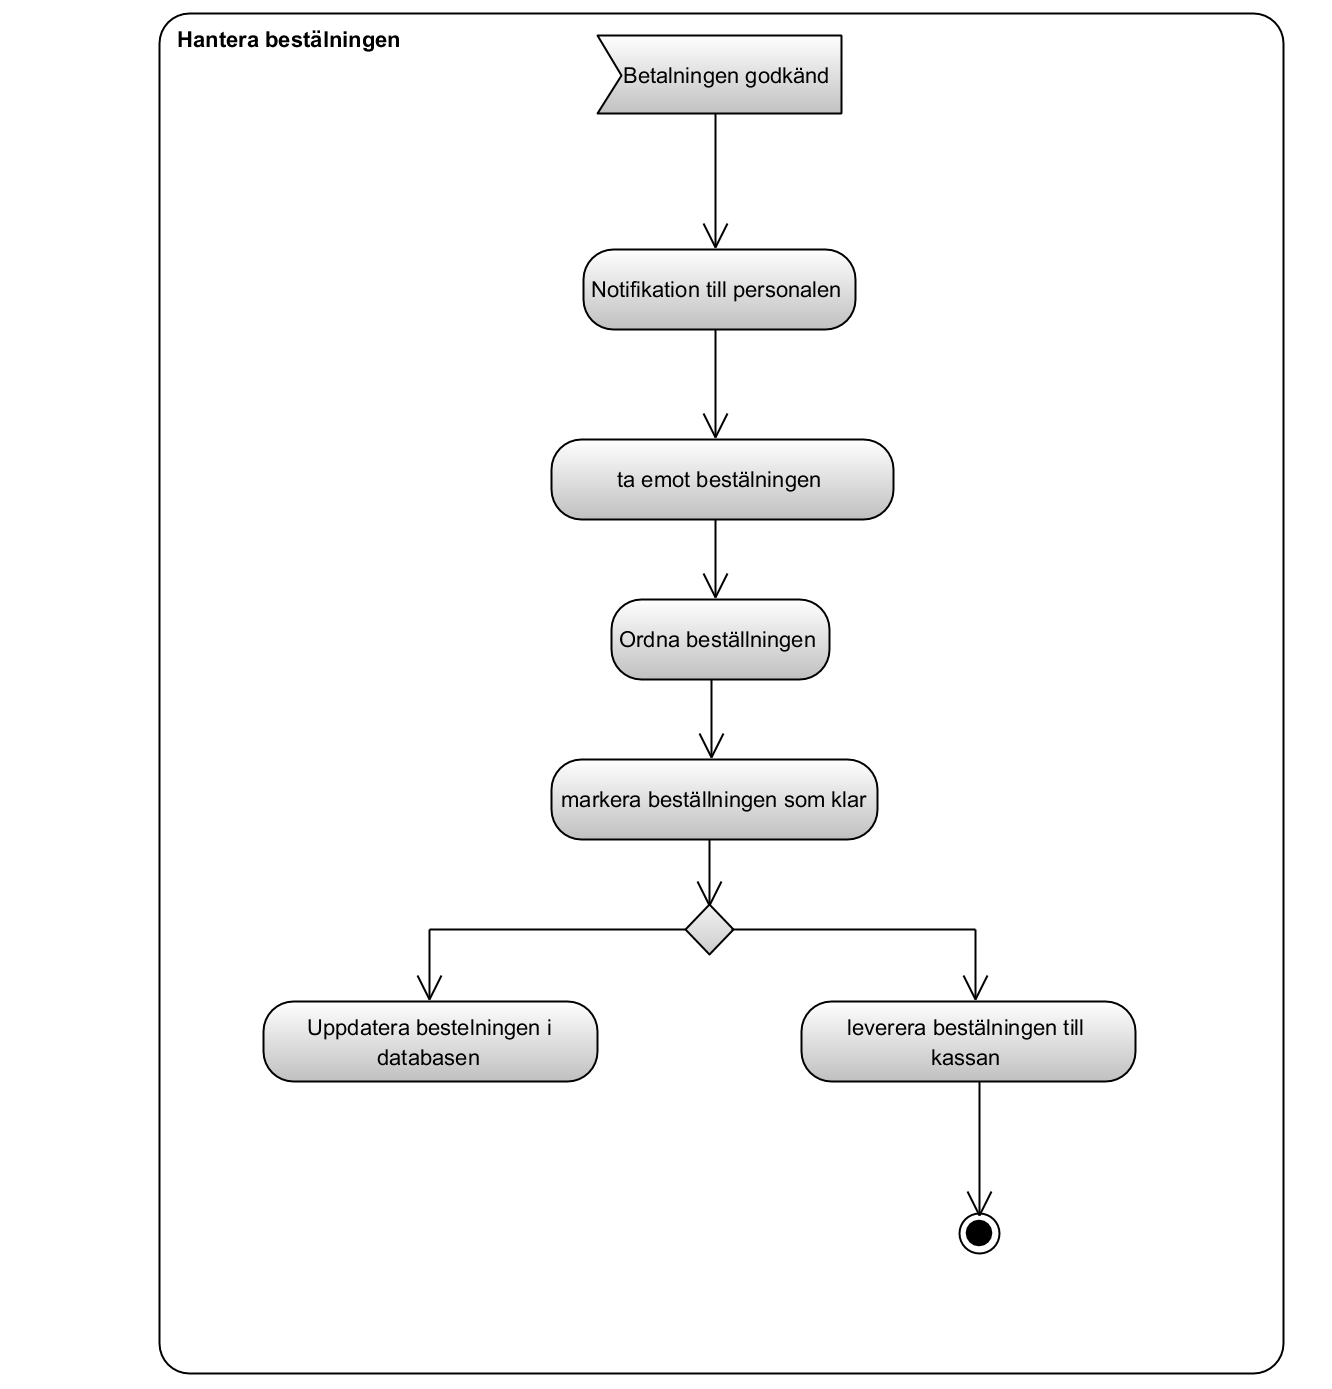 Hantera bestälningen
Betalningen godkänd
Notifikation till personalen
ta emot bestälningen
Ordna beställningen
markera beställningen som klar
Uppdatera bestelningen i
databasen
leverera bestälningen till
kassan